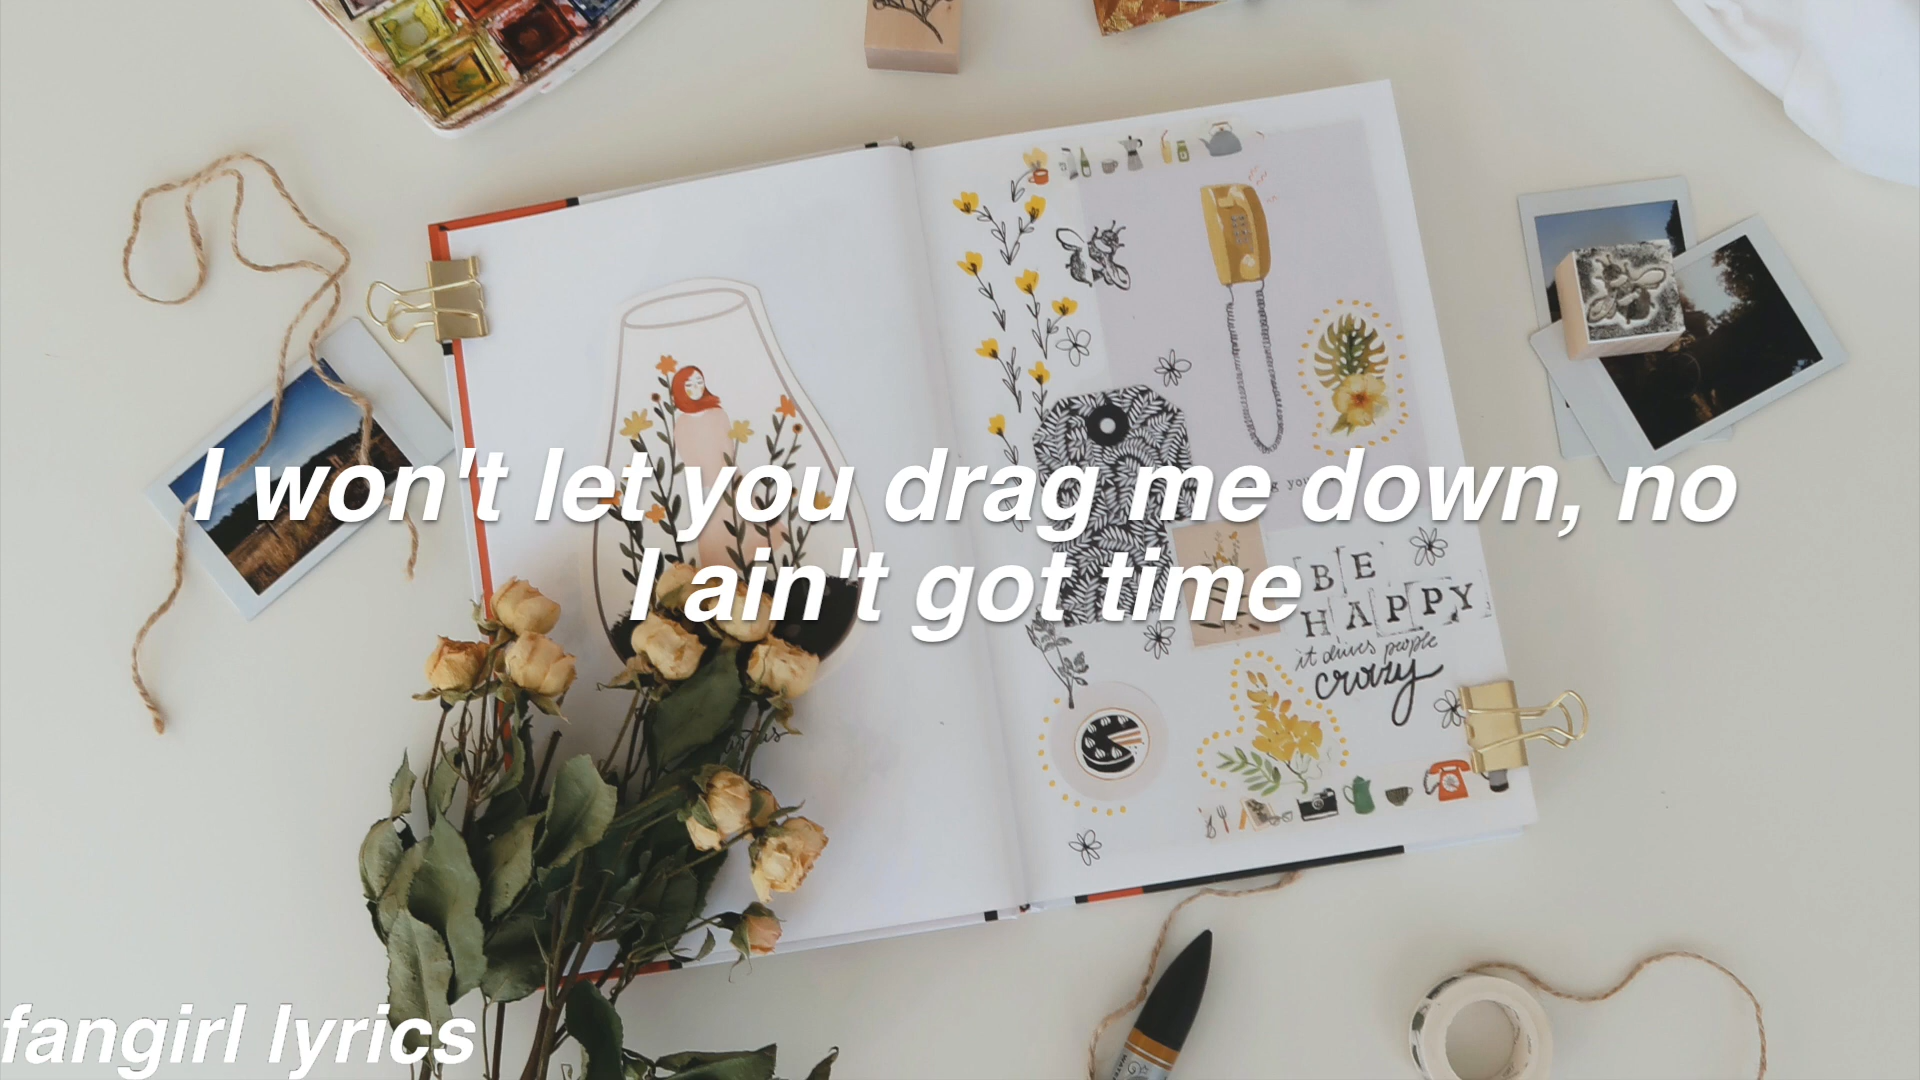 I won't let you drag me down, no
I ain't got time
BE
HAPPY
it drives people
crazy
fangirl lyrics